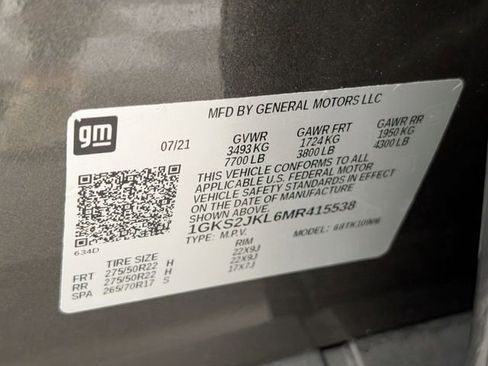 MFD BY GENERAL MOTORS LLC
gm
07/21 GVWR GAWR FRT GAWR RR
3493 KG 1724 KG 1950 KG
7700 LB 3800 LB 4300 LB
THIS VEHICLE CONFORMS TO ALL
APPLICABLE U.S. FEDERAL MOTOR
VEHICLE SAFETY STANDARDS IN EFFECT
ON THE DATE OF MANUFACTURE
1GKS2JKL6MR415538
TYPE: M.P.V. MODEL: 68TK10906
634D
TIRE SIZE RIM
FRT 275/50R22 H 22X9J
RR 275/50R22 H 22X9J
SPA 265/70R17 S 17X7J